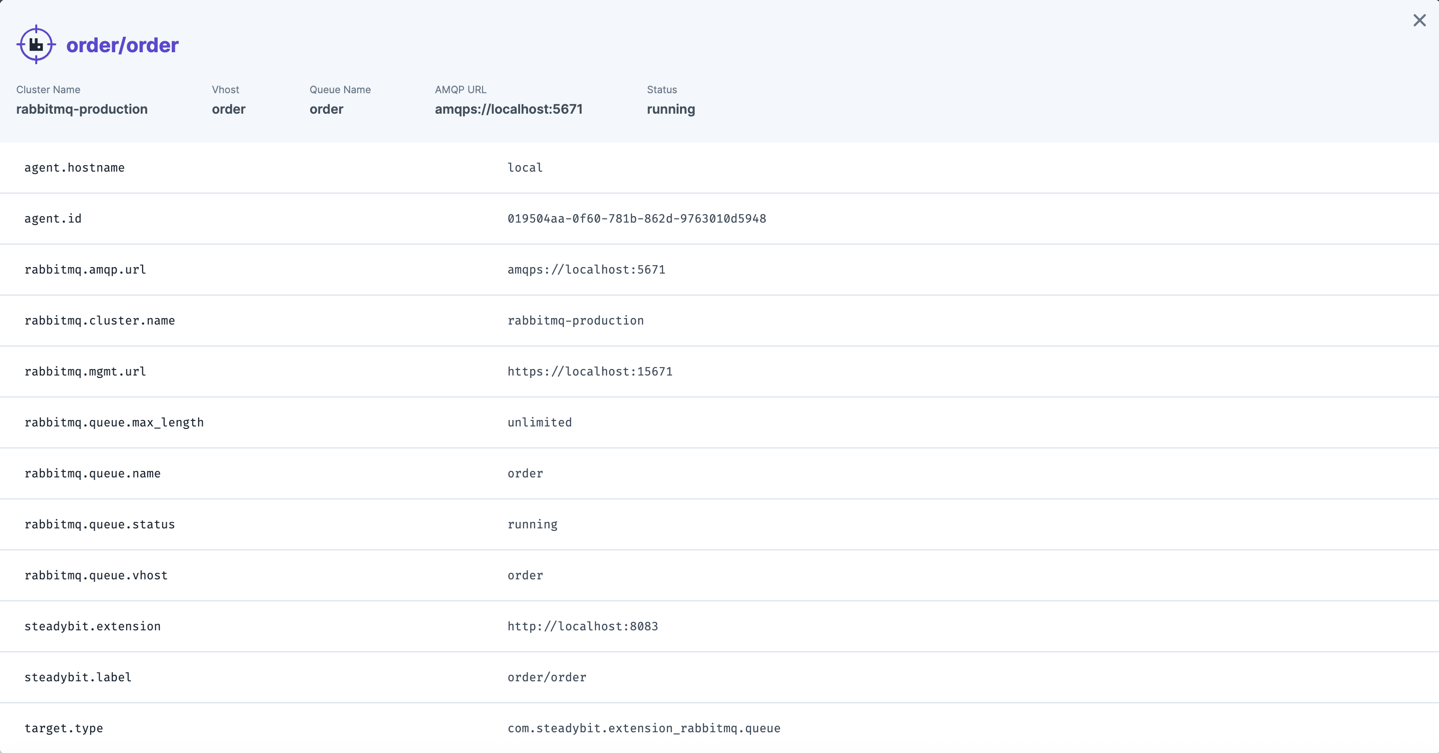 order/order
Cluster Name Vhost Queue Name AMQP URL Status
rabbitmq-production order order amqps://localhost:5671 running
agent.hostname local
agent.id 019504aa-0f60-781b-862d-9763010d5948
rabbitmq.amqp.url amqps://localhost:5671
rabbitmq.cluster.name rabbitmq-production
rabbitmq.mgmt.url https://localhost:15671
rabbitmq.queue.max_length unlimited
rabbitmq.queue.name order
rabbitmq.queue.status running
rabbitmq.queue.vhost order
steadybit.extension http://localhost:8083
steadybit.label order/order
target.type com.steadybit.extension_rabbitmq.queue